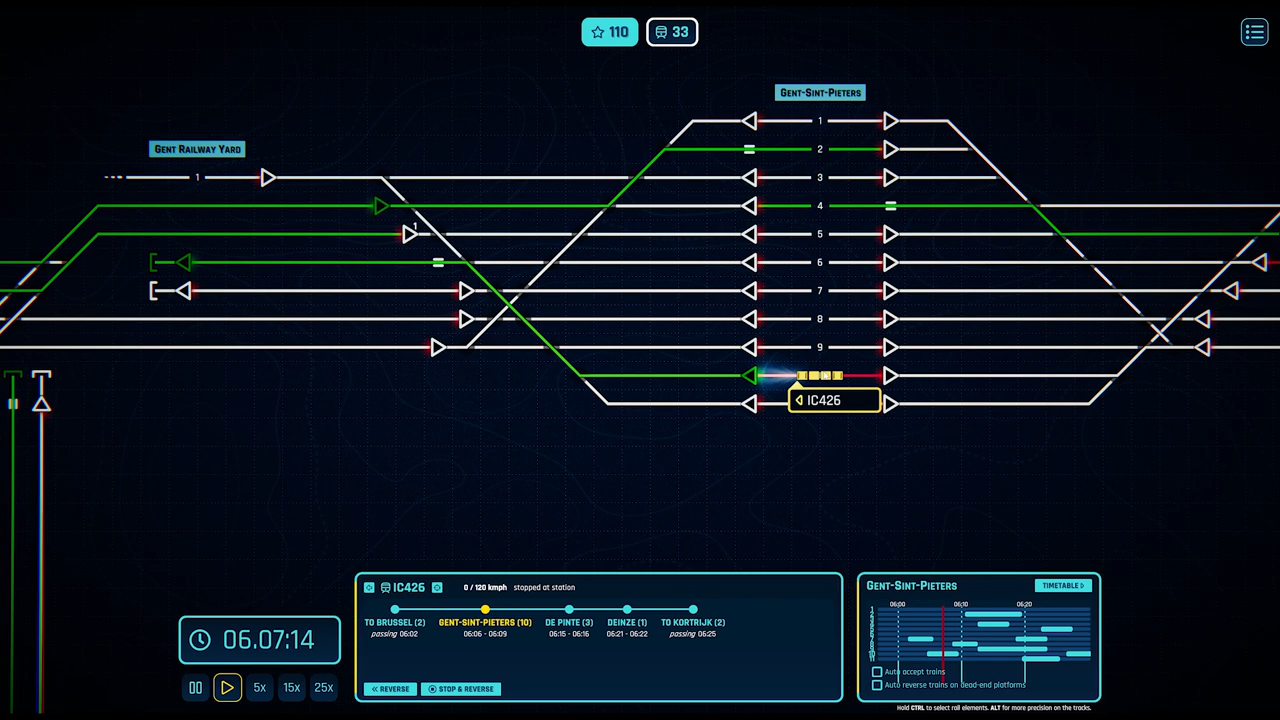 110
33
GENT-SINT-PIETERS
1
GENT RAILWAY YARD
2
1
3
4
1
5
6
7
8
9
IC426
IC426
0 / 120 kmph stopped at station
TO BRUSSEL (2) GENT-SINT-PIETERS (10) DE PINTE (3) DEINZE (1) TO KORTRIJK (2)
passing 06:02 06:06 - 06:09 06:15 - 06:16 06:21 - 06:22 passing 06:25
REVERSE
STOP & REVERSE
GENT-SINT-PIETERS
TIMETABLE
06:00 06:10 06:20
Auto accept trains
Auto reverse trains on dead-end platforms
06.07:14
5x
15x
25x
Hold CTRL to select rail elements. ALT for more precision on the tracks.